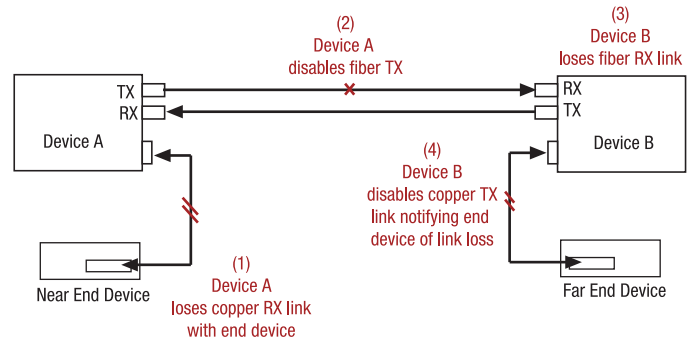 (2)
Device A
disables fiber TX
(3)
Device B
loses fiber RX link
TX
RX
Device A
RX
TX
Device B
(4)
Device B
disables copper TX
link notifying end
device of link loss
(1)
Device A
loses copper RX link
with end device
Near End Device
Far End Device